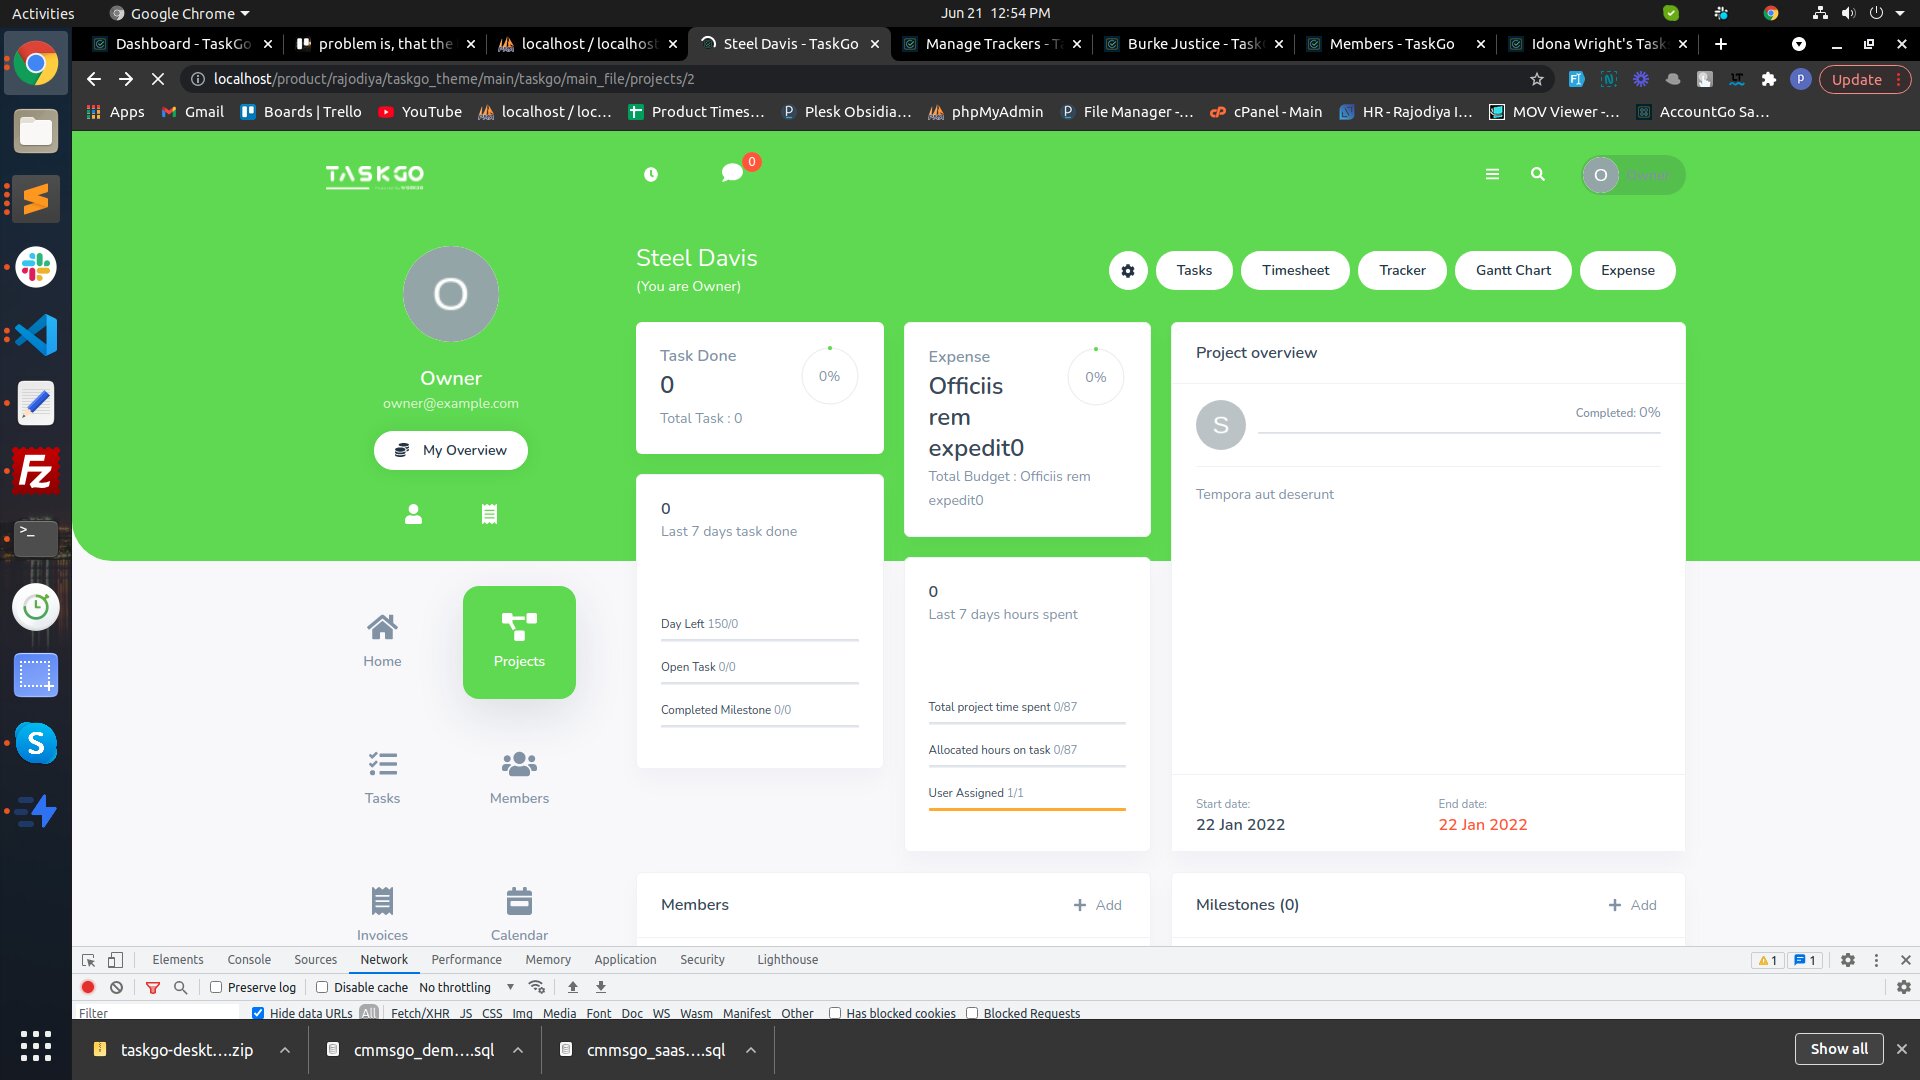 Activities
Google Chrome
Jun 21 12:54 PM
Dashboard - TaskGo
problem is, that the
localhost / localhost
Steel Davis - TaskGo
Manage Trackers - T
Burke Justice - Task
Members - TaskGo
Idona Wright's Task
localhost/product/rajodiya/taskgo_theme/main/taskgo/main_file/projects/2
P
Update
Apps
Gmail
Boards | Trello
YouTube
localhost / loc...
Product Times...
Plesk Obsidia...
phpMyAdmin
File Manager -...
cPanel - Main
HR - Rajodiya I...
MOV Viewer -...
AccountGo Sa...
TASKGO
0
O
Owner
O
Owner
owner@example.com
My Overview
Home
Projects
Tasks
Members
Invoices
Calendar
Steel Davis
(You are Owner)
Tasks
Timesheet
Tracker
Gantt Chart
Expense
Task Done
0
Total Task : 0
0%
0
Last 7 days task done
Day Left 150/0
Open Task 0/0
Completed Milestone 0/0
Expense
Officiis
rem
expedit0
Total Budget : Officiis rem
expedit0
0%
0
Last 7 days hours spent
Total project time spent 0/87
Allocated hours on task 0/87
User Assigned 1/1
Project overview
S
Completed: 0%
Tempora aut deserunt
Start date:
22 Jan 2022
End date:
22 Jan 2022
Members
Add
Milestones (0)
Add
Elements
Console
Sources
Network
Performance
Memory
Application
Security
Lighthouse
1
1
Preserve log
Disable cache
No throttling
Filter
Hide data URLs
All
Fetch/XHR
JS
CSS
Img
Media
Font
Doc
WS
Wasm
Manifest
Other
Has blocked cookies
Blocked Requests
taskgo-deskt....zip
cmmsgo_dem....sql
cmmsgo_saas....sql
Show all